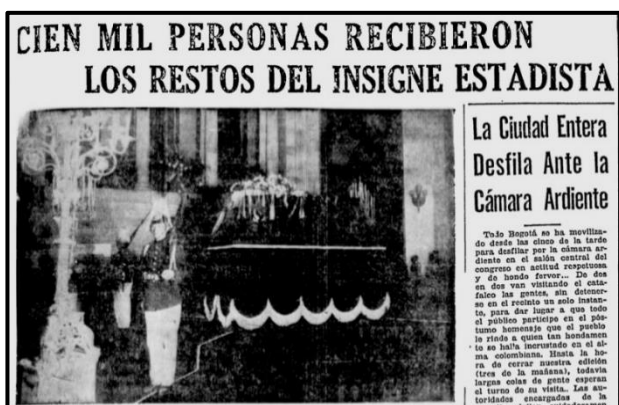 CIEN MIL PERSONAS RECIBIERON
LOS RESTOS DEL INSIGNE ESTADISTA
La Ciudad Entera
Desfila Ante la
Cámara Ardiente
Todo Bogotá se ha moviliza-
do desde las cinco de la tarde
para desfilar por la cámara ar-
diente en el salón central del
congreso en actitud respetuosa
y de hondo fervor... De dos
en dos van visitando el cata-
falco las gentes, sin detener-
se en el recinto un solo instan-
te, para dar lugar a que todo
el público participe en el pós-
tumo homenaje que el pueblo
le rinde a quien tan hondamen
te se halla incrustado en el al-
ma colombiana. Hasta la ho-
ra de cerrar nuestra edición
(tres de la mañana), todavía
largas colas de gente esperan
el turno de su visita. Las au-
toridades encargadas de la